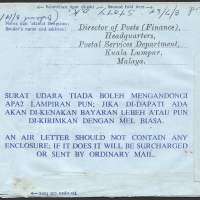 Director of Posts (Finance),
Headquarters,
Postal Services Department,
Kuala Lumpur,
Malaya.
SURAT UDARA TIADA BOLEH MENGANDONGI
APA2 LAMPIRAN PUN; JIKA DI-DAPATI ADA
AKAN DI-KENAKAN BAYARAN LEBEH ATAU PUN
DI-KIRIMKAN DENGAN MEL BIASA.
AN AIR LETTER SHOULD NOT CONTAIN ANY
ENCLOSURE; IF IT DOES IT WILL BE SURCHARGED
OR SENT BY ORDINARY MAIL.